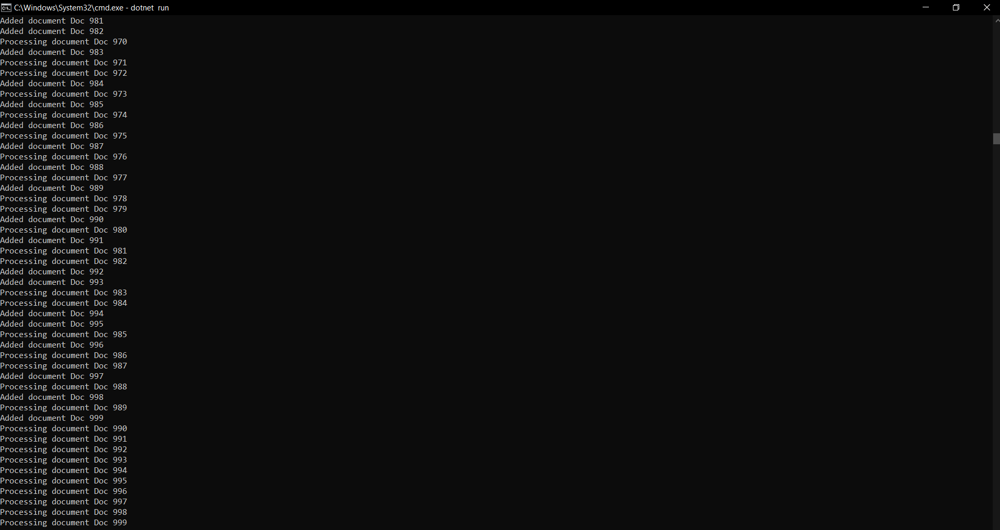 C:\Windows\System32\cmd.exe - dotnet  run
Added document Doc 981
Added document Doc 982
Processing document Doc 970
Added document Doc 983
Processing document Doc 971
Processing document Doc 972
Added document Doc 984
Processing document Doc 973
Added document Doc 985
Processing document Doc 974
Added document Doc 986
Processing document Doc 975
Added document Doc 987
Processing document Doc 976
Added document Doc 988
Processing document Doc 977
Added document Doc 989
Processing document Doc 978
Processing document Doc 979
Added document Doc 990
Processing document Doc 980
Added document Doc 991
Processing document Doc 981
Processing document Doc 982
Added document Doc 992
Added document Doc 993
Processing document Doc 983
Processing document Doc 984
Added document Doc 994
Added document Doc 995
Processing document Doc 985
Added document Doc 996
Processing document Doc 986
Processing document Doc 987
Added document Doc 997
Processing document Doc 988
Added document Doc 998
Processing document Doc 989
Added document Doc 999
Processing document Doc 990
Processing document Doc 991
Processing document Doc 992
Processing document Doc 993
Processing document Doc 994
Processing document Doc 995
Processing document Doc 996
Processing document Doc 997
Processing document Doc 998
Processing document Doc 999